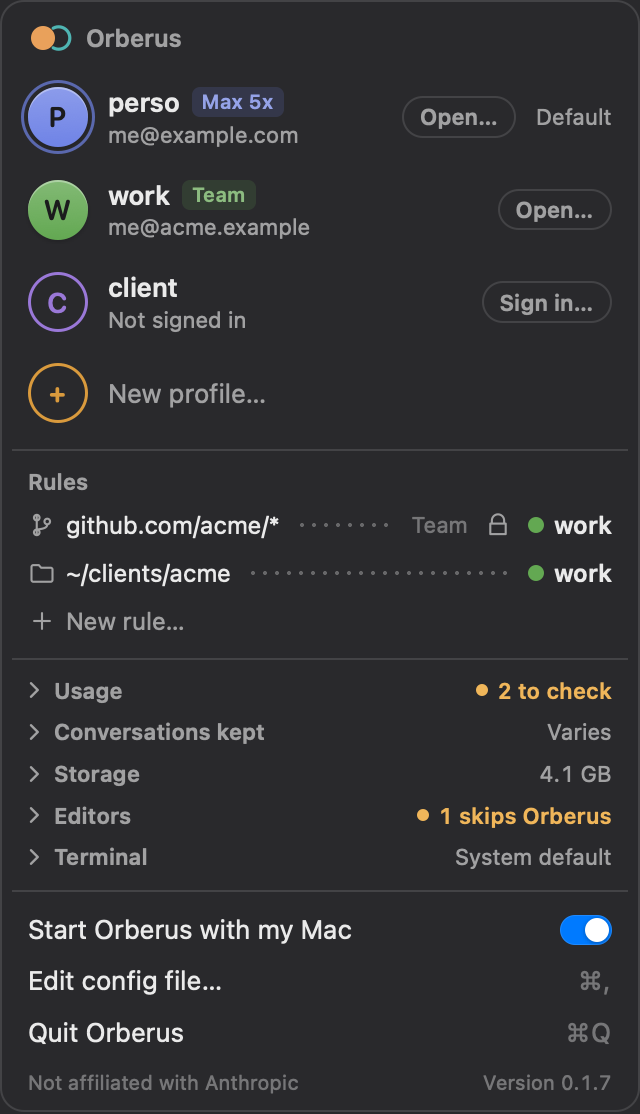 Orberus
P
perso Max 5x
me@example.com
Open...
Default
W
work Team
me@acme.example
Open...
C
client
Not signed in
Sign in...
+
New profile...
Rules
github.com/acme/* Team work
~/clients/acme work
+ New rule...
Usage 2 to check
Conversations kept Varies
Storage 4.1 GB
Editors 1 skips Orberus
Terminal System default
Start Orberus with my Mac
Edit config file... ⌘,
Quit Orberus ⌘Q
Not affiliated with Anthropic Version 0.1.7